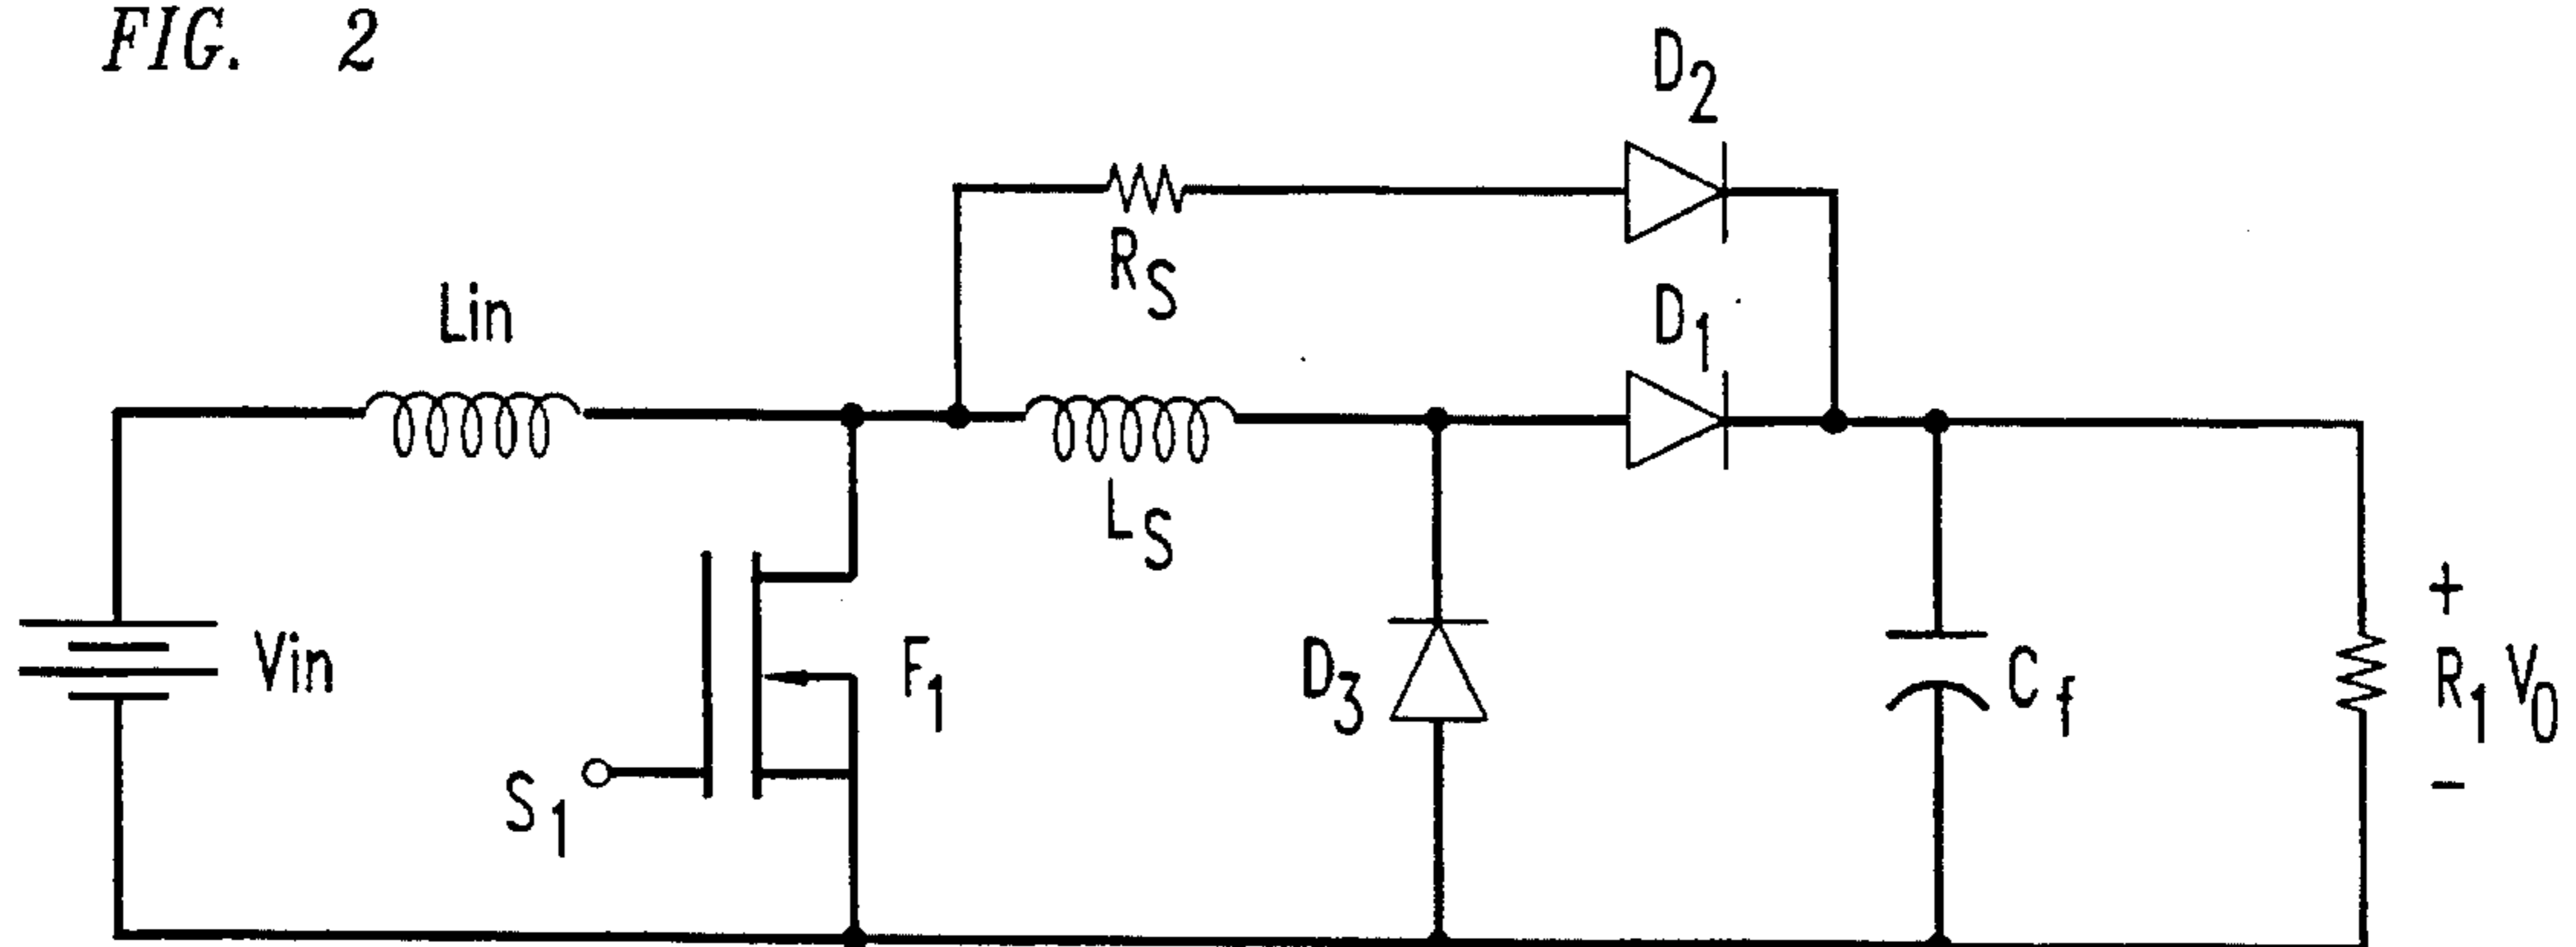 FIG. 2
D2
RS
D1
Lin
LS
Vin
F1
D3
Cf
+
R1 V0
−
S1